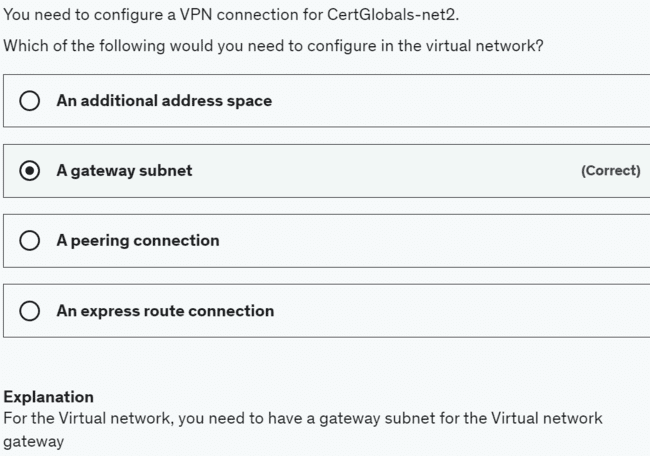 You need to configure a VPN connection for CertGlobals-net2.
Which of the following would you need to configure in the virtual network?
An additional address space
A gateway subnet (Correct)
A peering connection
An express route connection
Explanation
For the Virtual network, you need to have a gateway subnet for the Virtual network
gateway